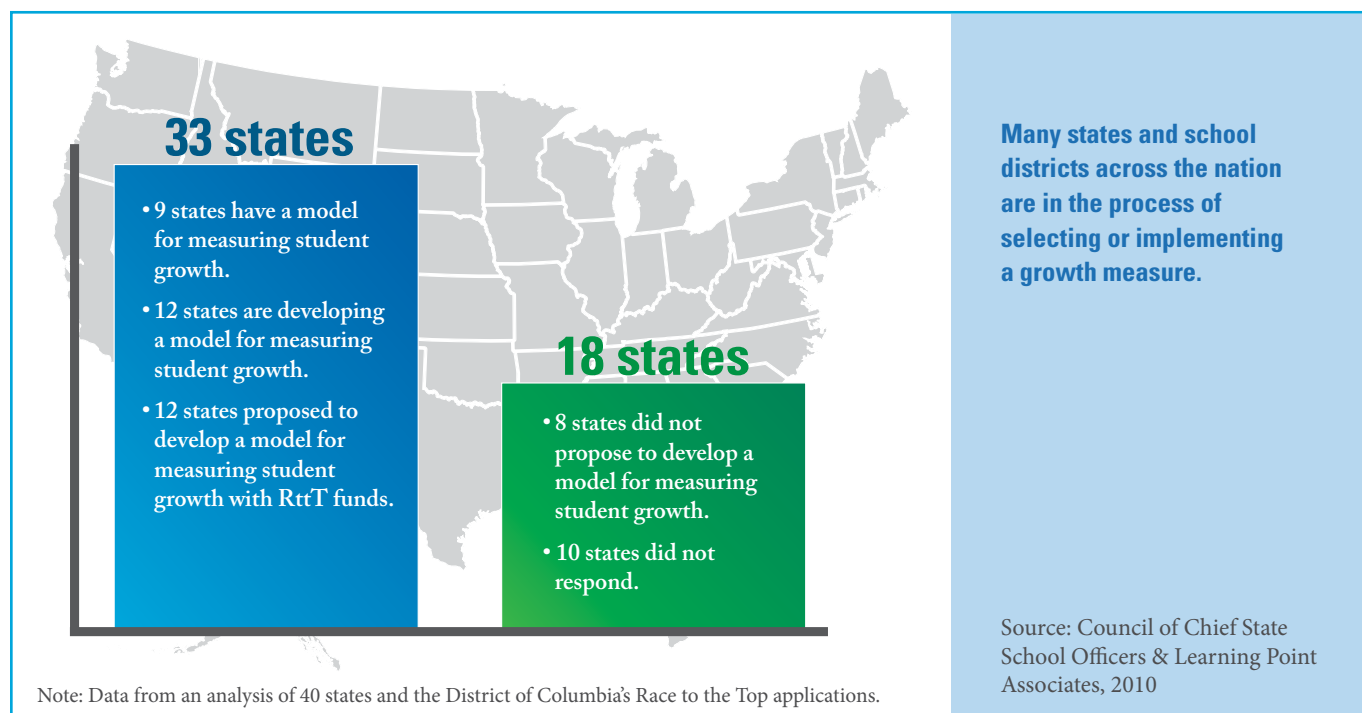 33 states
• 9 states have a model
for measuring student
growth.
• 12 states are developing
a model for measuring
student growth.
• 12 states proposed to
develop a model for
measuring student
growth with RttT funds.
18 states
• 8 states did not
propose to develop a
model for measuring
student growth.
• 10 states did not
respond.
Note: Data from an analysis of 40 states and the District of Columbia’s Race to the Top applications.
Many states and school
districts across the nation
are in the process of
selecting or implementing
a growth measure.
Source: Council of Chief State
School Officers & Learning Point
Associates, 2010